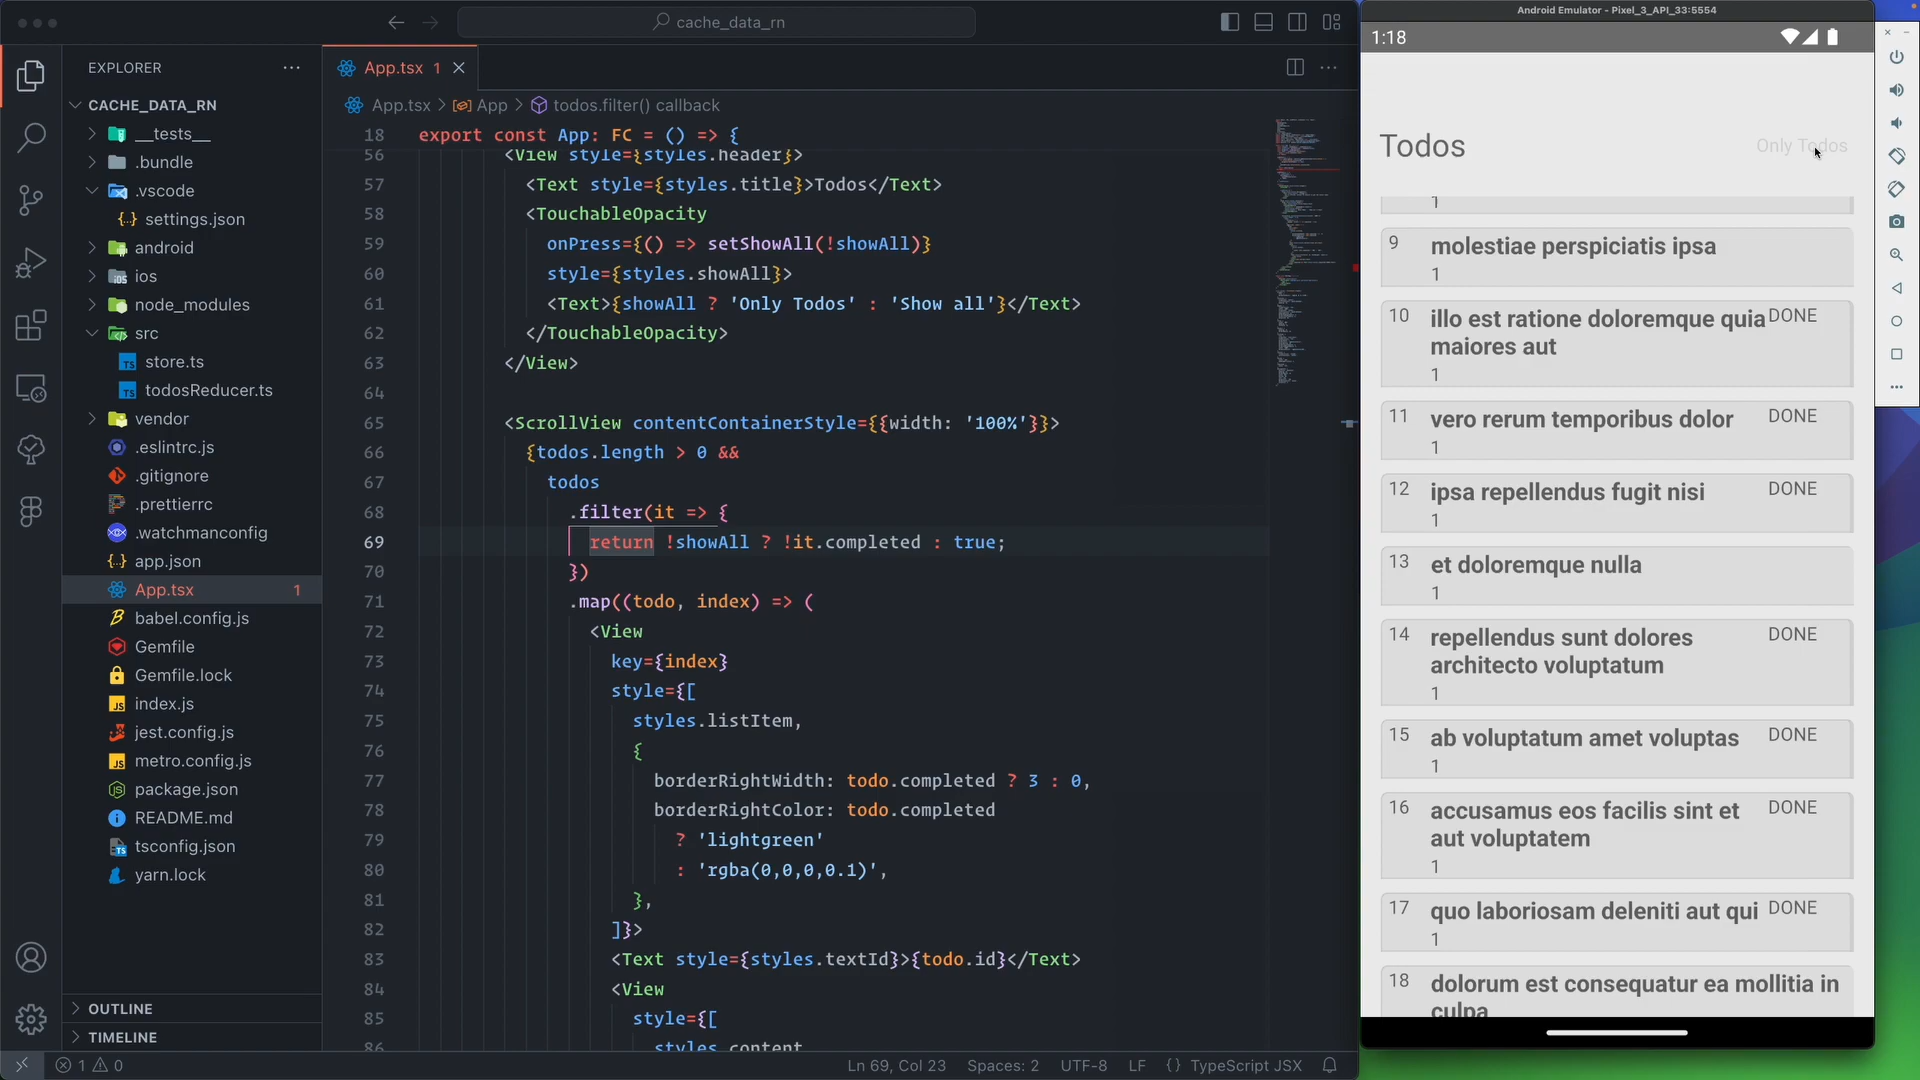 cache_data_rn
EXPLORER
CACHE_DATA_RN
__tests__
.bundle
.vscode
settings.json
android
ios
node_modules
src
store.ts
todosReducer.ts
vendor
.eslintrc.js
.gitignore
.prettierrc
.watchmanconfig
app.json
App.tsx 1
babel.config.js
Gemfile
Gemfile.lock
index.js
jest.config.js
metro.config.js
package.json
README.md
tsconfig.json
yarn.lock
OUTLINE
TIMELINE
App.tsx 1
App.tsx > App > todos.filter() callback
18 export const App: FC = () => {
56 <View style={styles.header}>
57 <Text style={styles.title}>Todos</Text>
58 <TouchableOpacity
59 onPress={() => setShowAll(!showAll)}
60 style={styles.showAll}>
61 <Text>{showAll ? 'Only Todos' : 'Show all'}</Text>
62 </TouchableOpacity>
63 </View>
64
65 <ScrollView contentContainerStyle={{width: '100%'}}>
66 {todos.length > 0 &&
67 todos
68 .filter(it => {
69 return !showAll ? !it.completed : true;
70 })
71 .map((todo, index) => (
72 <View
73 key={index}
74 style={[
75 styles.listItem,
76 {
77 borderRightWidth: todo.completed ? 3 : 0,
78 borderRightColor: todo.completed
79 ? 'lightgreen'
80 : 'rgba(0,0,0,0.1)',
81 },
82 ]}>
83 <Text style={styles.textId}>{todo.id}</Text>
84 <View
85 style={[
86 styles.content
1 0
Ln 69, Col 23
Spaces: 2
UTF-8
LF
{} TypeScript JSX
Android Emulator - Pixel_3_API_33:5554
1:18
Todos
Only Todos
1
9 molestiae perspiciatis ipsa
1
10 illo est ratione doloremque quia DONE
maiores aut
1
11 vero rerum temporibus dolor DONE
1
12 ipsa repellendus fugit nisi DONE
1
13 et doloremque nulla
1
14 repellendus sunt dolores DONE
architecto voluptatum
1
15 ab voluptatum amet voluptas DONE
1
16 accusamus eos facilis sint et DONE
aut voluptatem
1
17 quo laboriosam deleniti aut qui DONE
1
18 dolorum est consequatur ea mollitia in
culpa